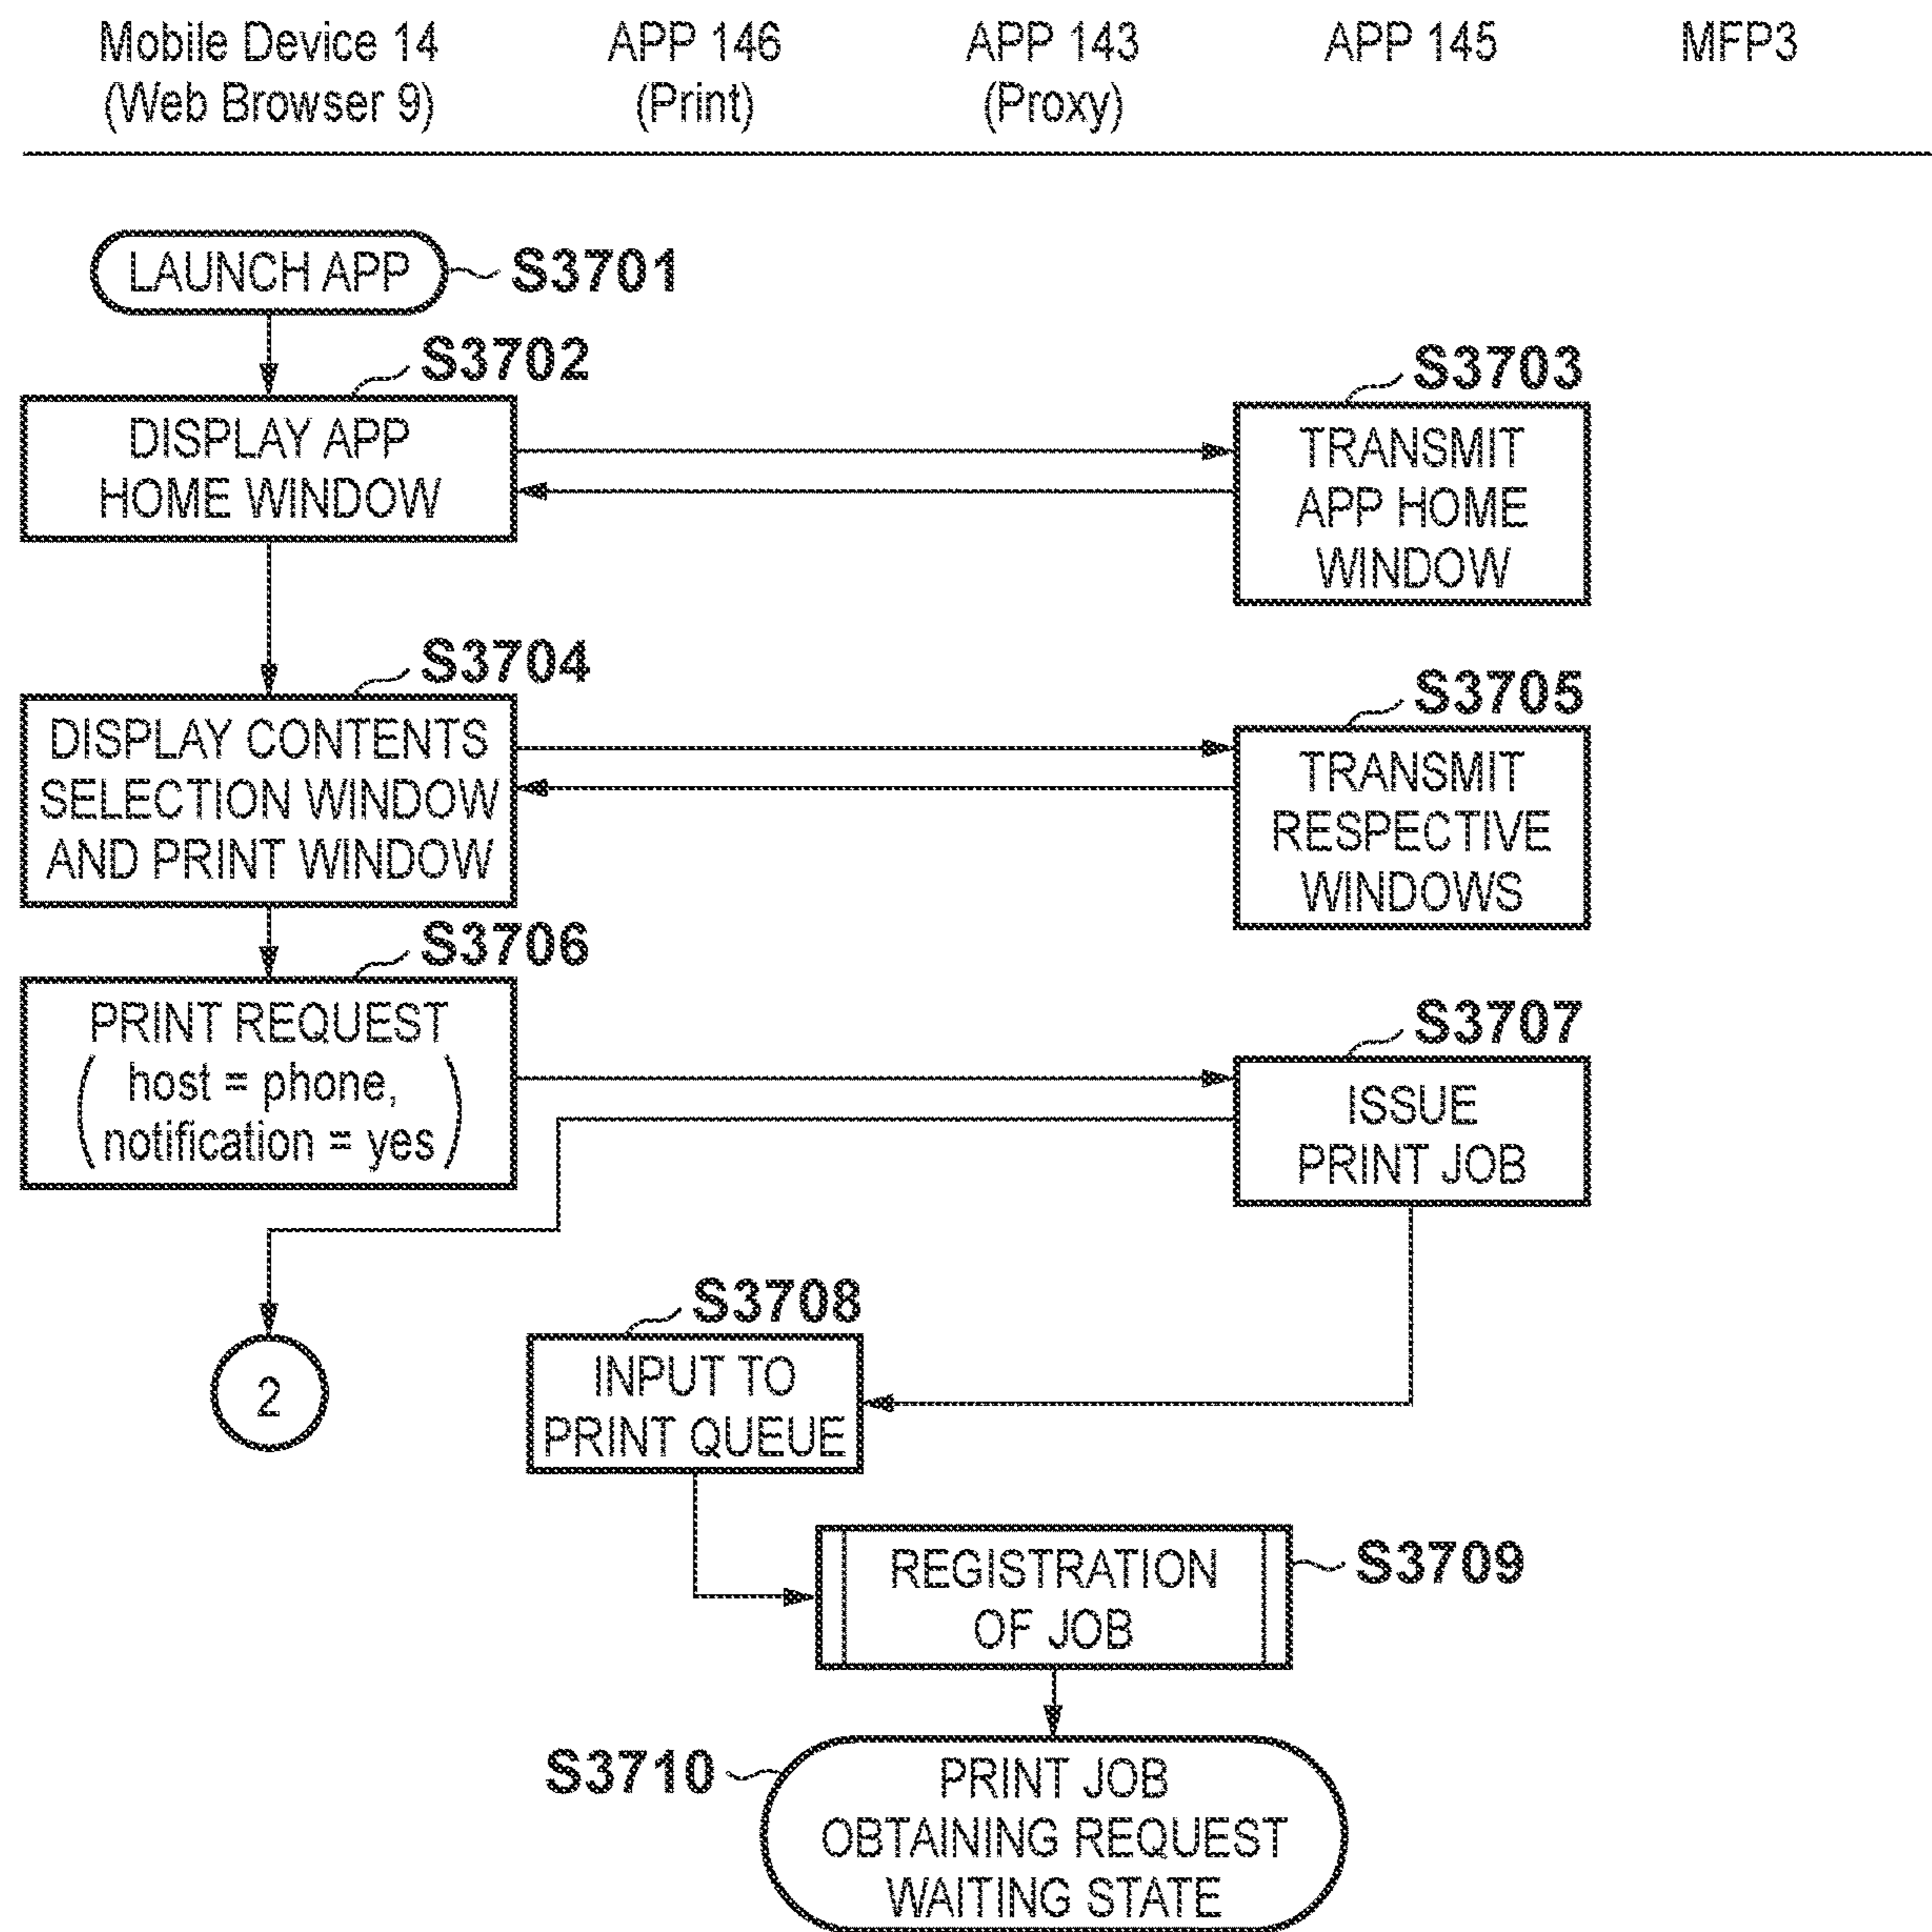 Mobile Device 14
(Web Browser 9)
APP 146
(Print)
APP 143
(Proxy)
APP 145
MFP3
LAUNCH APP
S3701
S3702
DISPLAY APP
HOME WINDOW
S3703
TRANSMIT
APP HOME
WINDOW
S3704
DISPLAY CONTENTS
SELECTION WINDOW
AND PRINT WINDOW
S3705
TRANSMIT
RESPECTIVE
WINDOWS
S3706
PRINT REQUEST
( host = phone,
notification = yes )
S3707
ISSUE
PRINT JOB
2
S3708
INPUT TO
PRINT QUEUE
REGISTRATION
OF JOB
S3709
S3710
PRINT JOB
OBTAINING REQUEST
WAITING STATE